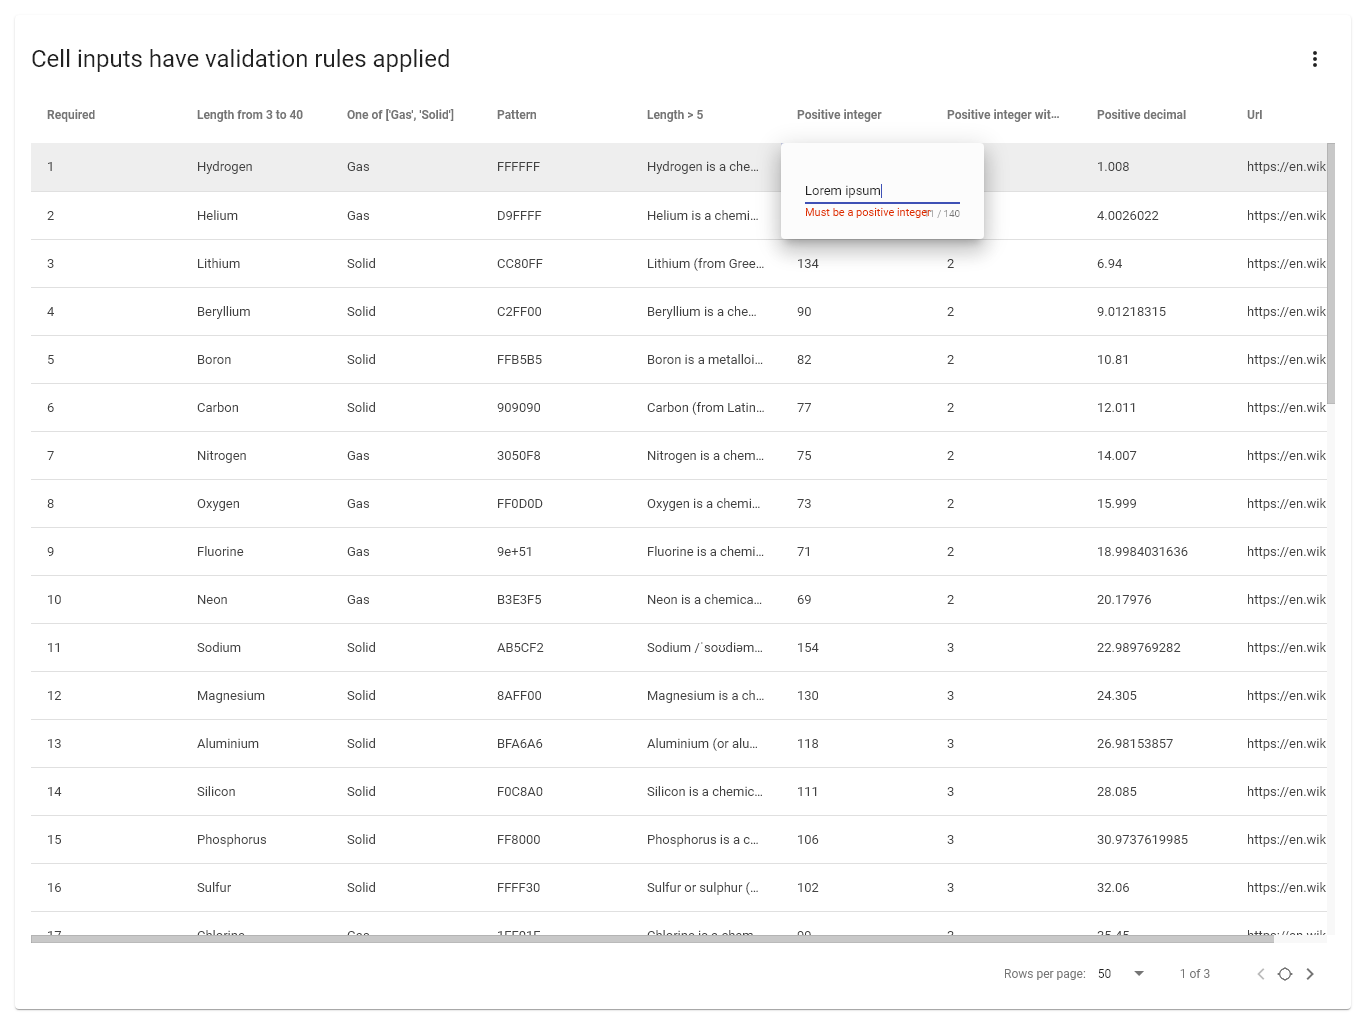 Cell inputs have validation rules applied
Required Length from 3 to 40 One of ['Gas', 'Solid'] Pattern Length > 5 Positive integer Positive integer wit... Positive decimal Url
1 Hydrogen Gas FFFFFF Hydrogen is a che... 1.008 https://en.wik
Lorem ipsum
Must be a positive integer / 140
2 Helium Gas D9FFFF Helium is a chemi... 4.0026022 https://en.wik
3 Lithium Solid CC80FF Lithium (from Gree... 134 2 6.94 https://en.wik
4 Beryllium Solid C2FF00 Beryllium is a che... 90 2 9.01218315 https://en.wik
5 Boron Solid FFB5B5 Boron is a metalloi... 82 2 10.81 https://en.wik
6 Carbon Solid 909090 Carbon (from Latin... 77 2 12.011 https://en.wik
7 Nitrogen Gas 3050F8 Nitrogen is a chem... 75 2 14.007 https://en.wik
8 Oxygen Gas FF0D0D Oxygen is a chemi... 73 2 15.999 https://en.wik
9 Fluorine Gas 9e+51 Fluorine is a chemi... 71 2 18.9984031636 https://en.wik
10 Neon Gas B3E3F5 Neon is a chemica... 69 2 20.17976 https://en.wik
11 Sodium Solid AB5CF2 Sodium /ˈsoʊdiəm... 154 3 22.989769282 https://en.wik
12 Magnesium Solid 8AFF00 Magnesium is a ch... 130 3 24.305 https://en.wik
13 Aluminium Solid BFA6A6 Aluminium (or alu... 118 3 26.98153857 https://en.wik
14 Silicon Solid F0C8A0 Silicon is a chemic... 111 3 28.085 https://en.wik
15 Phosphorus Solid FF8000 Phosphorus is a c... 106 3 30.9737619985 https://en.wik
16 Sulfur Solid FFFF30 Sulfur or sulphur (... 102 3 32.06 https://en.wik
17 Chlorine Gas Chlorine is a chem... 35.45 https://en.wik
Rows per page: 50 1 of 3